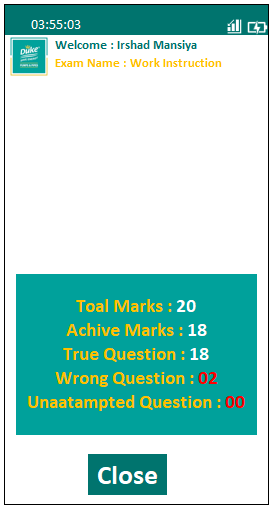 03:55:03
Duke
Welcome : Irshad Mansiya
Exam Name : Work Instruction
Toal Marks : 20
Achive Marks : 18
True Question : 18
Wrong Question : 02
Unaatampted Question : 00
Close